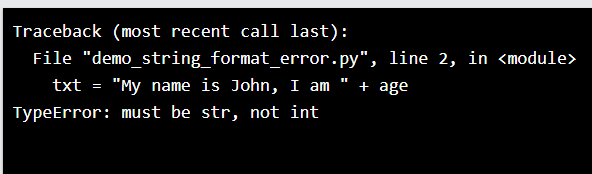 Traceback (most recent call last):
  File "demo_string_format_error.py", line 2, in <module>
    txt = "My name is John, I am " + age
TypeError: must be str, not int